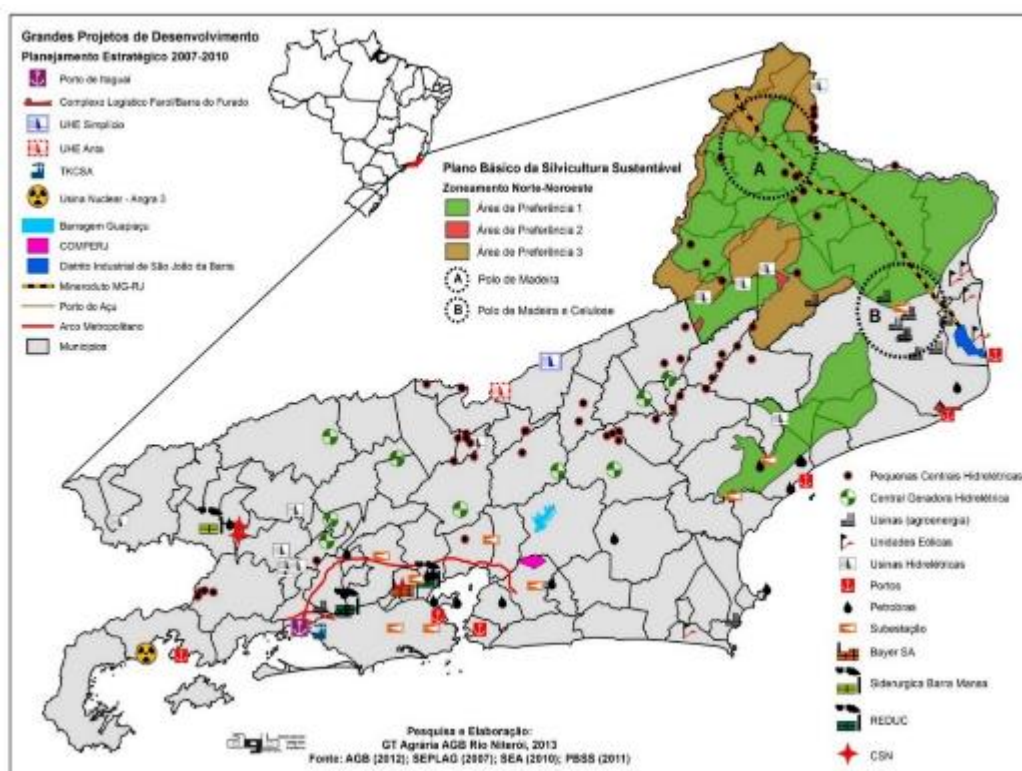 Grandes Projetos de Desenvolvimento
Planejamento Estratégico 2007-2010
Porto de Itaguaí
Complexo Logístico Farol/Barra do Furado
UHE Simplício
UHE Anta
TKCSA
Usina Nuclear - Angra 3
Barragem Guapiaçu
COMPERJ
Distrito Industrial de São João da Barra
Mineroduto MG-RJ
Porto do Açu
Arco Metropolitano
Municípios
Plano Básico da Silvicultura Sustentável
Zoneamento Norte-Noroeste
Área de Preferência 1
Área de Preferência 2
Área de Preferência 3
A Polo de Madeira
B Polo de Madeira e Celulose
A
B
Pequenas Centrais Hidrelétricas
Central Geradora Hidrelétrica
Usinas (agroenergia)
Unidades Eólicas
Usinas Hidrelétricas
Portos
Petrobras
Subestação
Bayer SA
Siderurgica Barra Mansa
REDUC
CSN
agb
Pesquisa e Elaboração:
GT Agrária AGB Rio Niterói, 2013
Fonte: AGB (2012); SEPLAG (2007); SEA (2010); PBSS (2011)